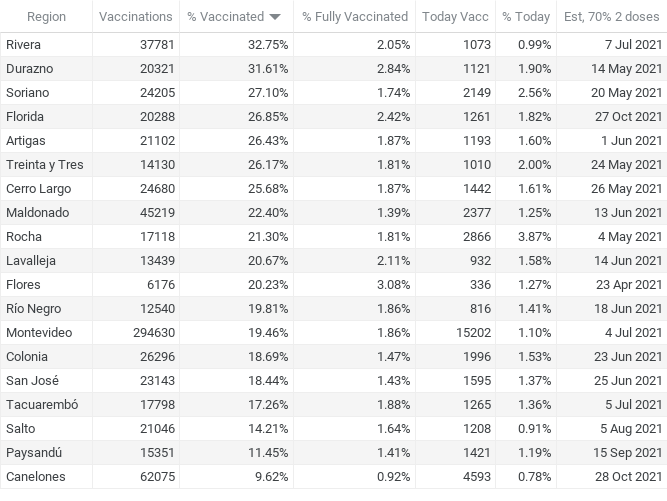 Region Vaccinations % Vaccinated % Fully Vaccinated Today Vacc % Today Est, 70% 2 doses
Rivera 37781 32.75% 2.05% 1073 0.99% 7 Jul 2021
Durazno 20321 31.61% 2.84% 1121 1.90% 14 May 2021
Soriano 24205 27.10% 1.74% 2149 2.56% 20 May 2021
Florida 20288 26.85% 2.42% 1261 1.82% 27 Oct 2021
Artigas 21102 26.43% 1.87% 1193 1.60% 1 Jun 2021
Treinta y Tres 14130 26.17% 1.81% 1010 2.00% 24 May 2021
Cerro Largo 24680 25.68% 1.87% 1442 1.61% 26 May 2021
Maldonado 45219 22.40% 1.39% 2377 1.25% 13 Jun 2021
Rocha 17118 21.30% 1.81% 2866 3.87% 4 May 2021
Lavalleja 13439 20.67% 2.11% 932 1.58% 14 Jun 2021
Flores 6176 20.23% 3.08% 336 1.27% 23 Apr 2021
Río Negro 12540 19.81% 1.86% 816 1.41% 18 Jun 2021
Montevideo 294630 19.46% 1.86% 15202 1.10% 4 Jul 2021
Colonia 26296 18.69% 1.47% 1996 1.53% 23 Jun 2021
San José 23143 18.44% 1.43% 1595 1.37% 25 Jun 2021
Tacuarembó 17798 17.26% 1.88% 1265 1.36% 5 Jul 2021
Salto 21046 14.21% 1.64% 1208 0.91% 5 Aug 2021
Paysandú 15351 11.45% 1.41% 1421 1.19% 15 Sep 2021
Canelones 62075 9.62% 0.92% 4593 0.78% 28 Oct 2021